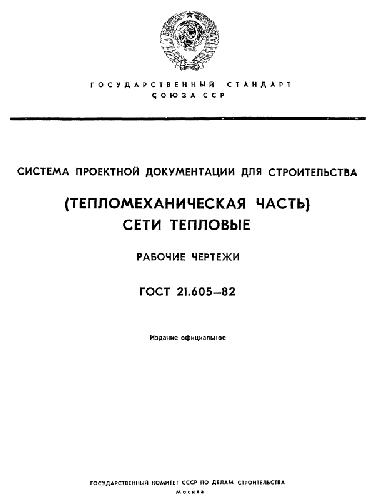 ГОСУДАРСТВЕННЫЙ СТАНДАРТ
СОЮЗА ССР
СИСТЕМА ПРОЕКТНОЙ ДОКУМЕНТАЦИИ ДЛЯ СТРОИТЕЛЬСТВА
(ТЕПЛОМЕХАНИЧЕСКАЯ ЧАСТЬ)
СЕТИ ТЕПЛОВЫЕ
РАБОЧИЕ ЧЕРТЕЖИ
ГОСТ 21.605—82
Издание официальное
ГОСУДАРСТВЕННЫЙ КОМИТЕТ СССР ПО ДЕЛАМ СТРОИТЕЛЬСТВА
Москва